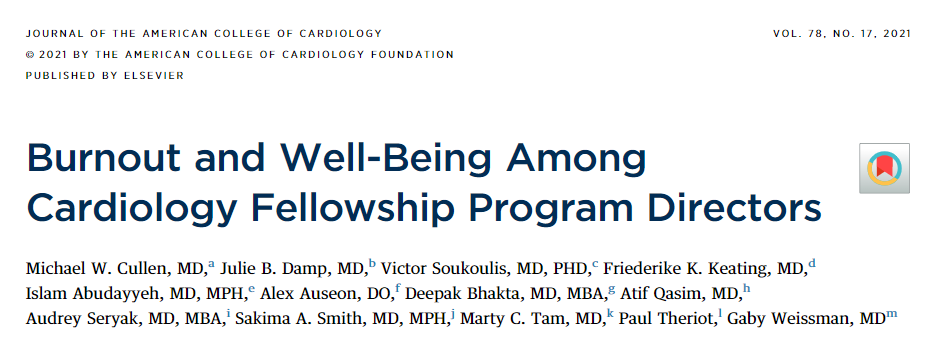 JOURNAL OF THE AMERICAN COLLEGE OF CARDIOLOGY
VOL. 78, NO. 17, 2021
© 2021 BY THE AMERICAN COLLEGE OF CARDIOLOGY FOUNDATION
PUBLISHED BY ELSEVIER
Burnout and Well-Being Among
Cardiology Fellowship Program Directors
Michael W. Cullen, MD,a Julie B. Damp, MD,b Victor Soukoulis, MD, PHD,c Friederike K. Keating, MD,d
Islam Abudayyeh, MD, MPH,e Alex Auseon, DO,f Deepak Bhakta, MD, MBA,g Atif Qasim, MD,h
Audrey Seryak, MD, MBA,i Sakima A. Smith, MD, MPH,j Marty C. Tam, MD,k Paul Theriot,l Gaby Weissman, MDm